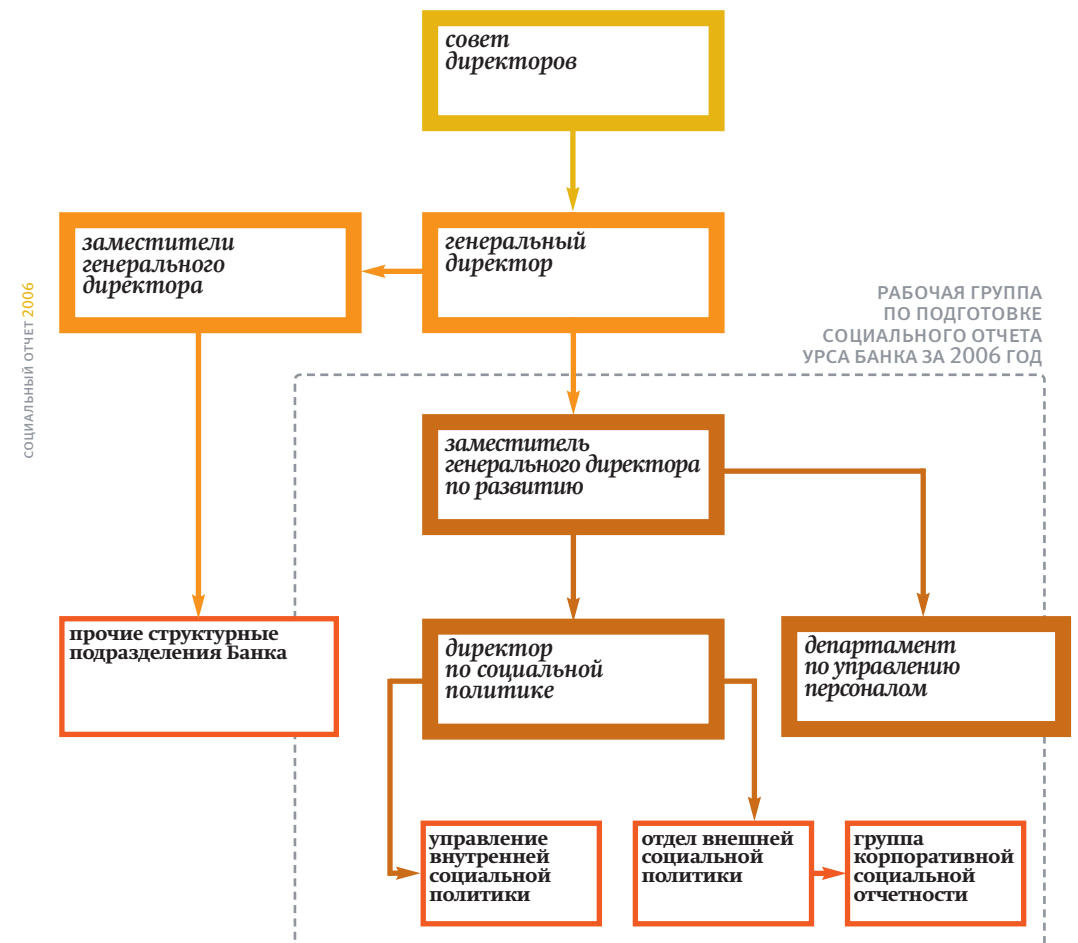 совет
директоров
заместители
генерального
директора
генеральный
директор
СОЦИАЛЬНЫЙ ОТЧЕТ 2006
РАБОЧАЯ ГРУППА
ПО ПОДГОТОВКЕ
СОЦИАЛЬНОГО ОТЧЕТА
УРСА БАНКА ЗА 2006 ГОД
заместитель
генерального директора
по развитию
прочие структурные
подразделения Банка
директор
по социальной
политике
департамент
по управлению
персоналом
управление
внутренней
социальной
политики
отдел внешней
социальной
политики
группа
корпоративной
социальной
отчетности